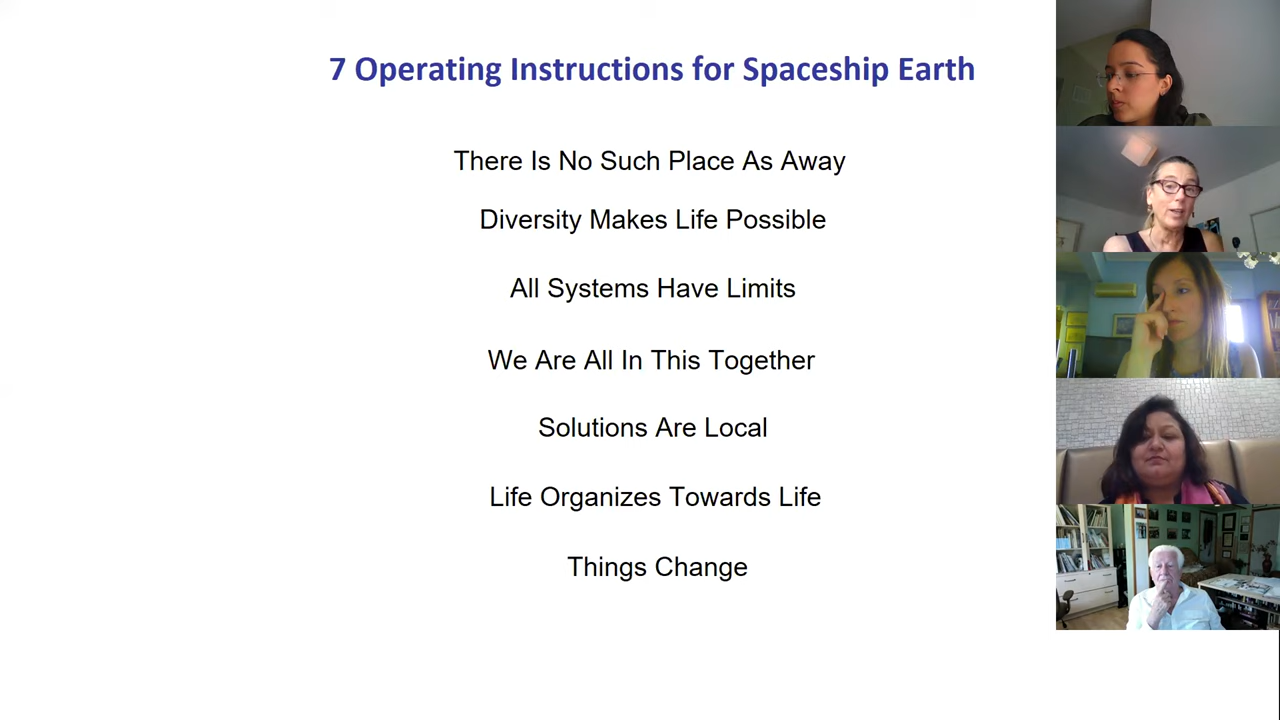 7 Operating Instructions for Spaceship Earth
There Is No Such Place As Away
Diversity Makes Life Possible
All Systems Have Limits
We Are All In This Together
Solutions Are Local
Life Organizes Towards Life
Things Change